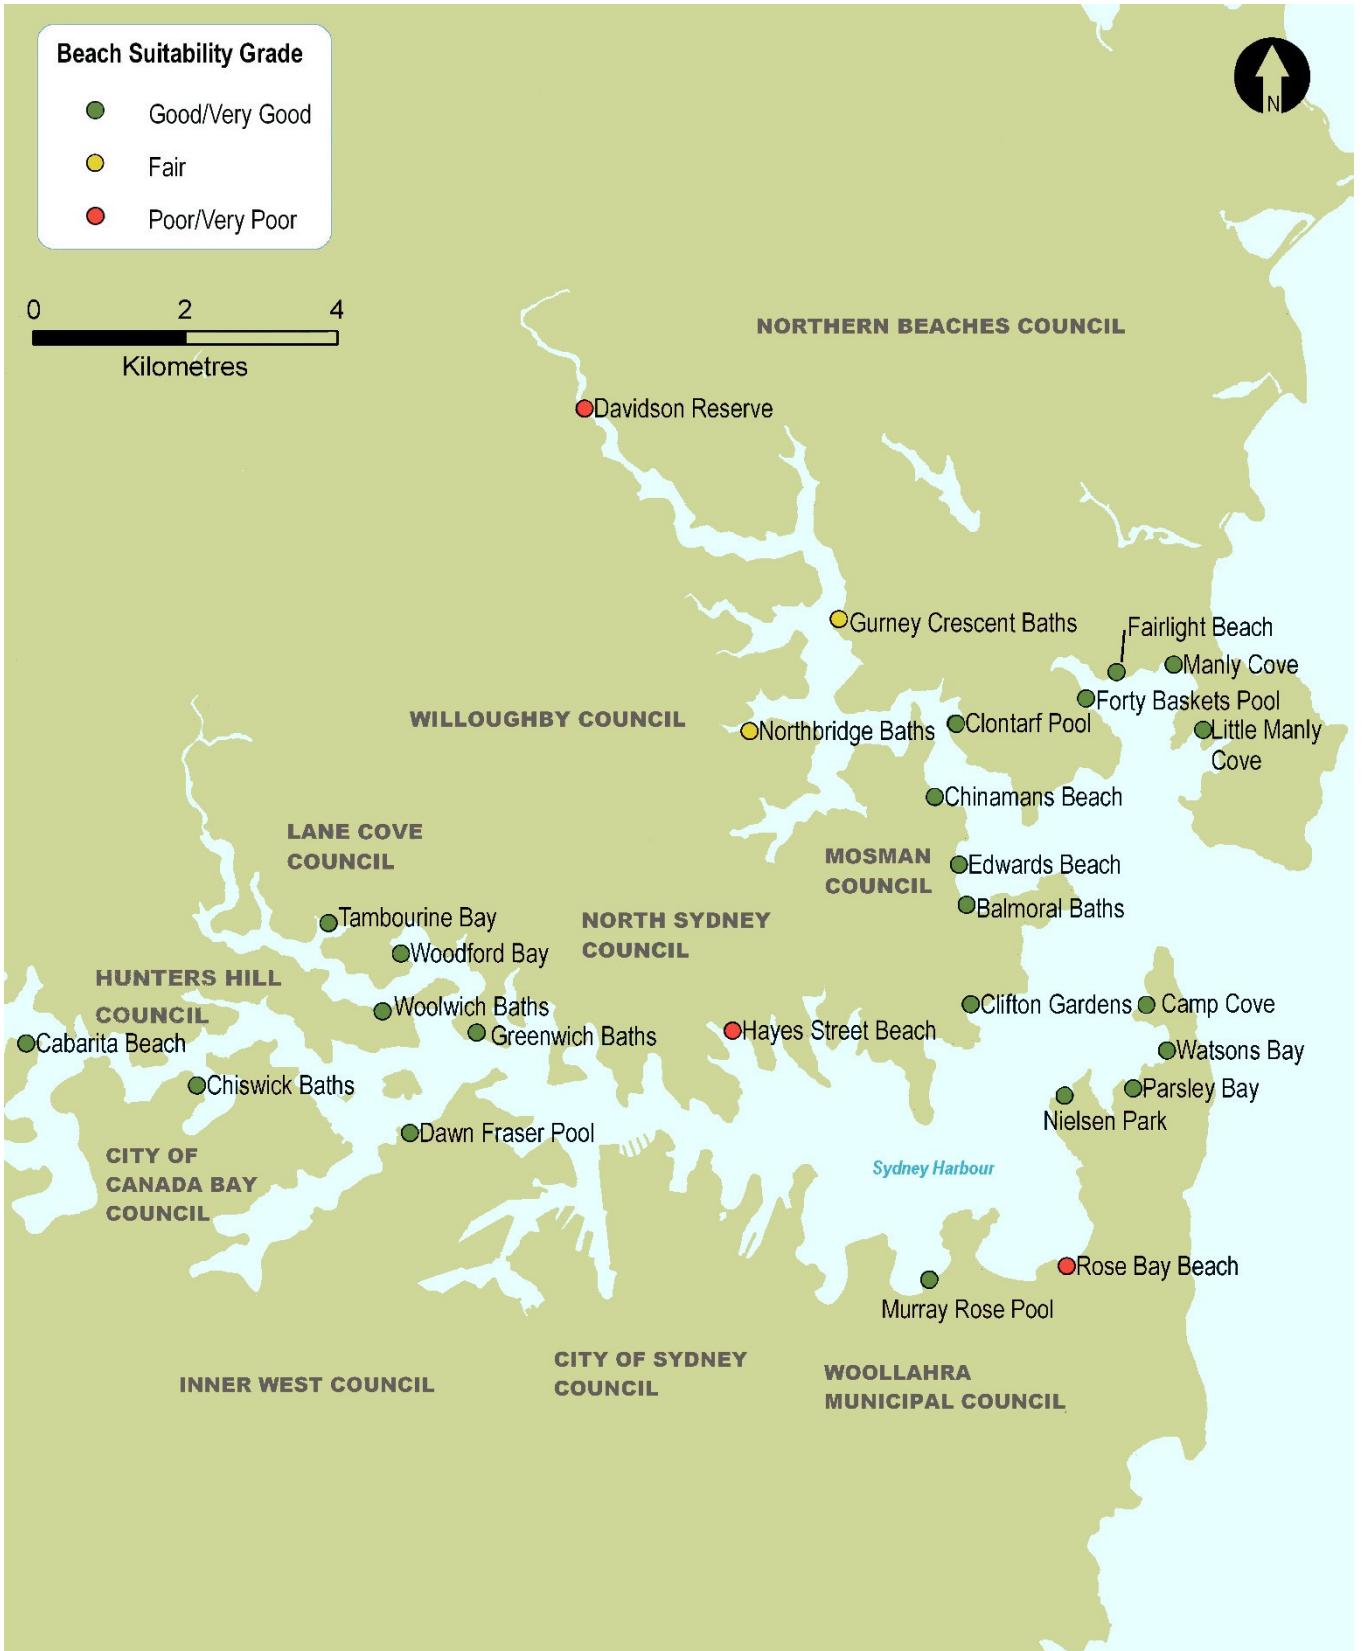 Beach Suitability Grade
Good/Very Good
Fair
Poor/Very Poor
N
0 2 4
Kilometres
NORTHERN BEACHES COUNCIL
Davidson Reserve
Gurney Crescent Baths
Fairlight Beach
Manly Cove
Forty Baskets Pool
WILLOUGHBY COUNCIL
Northbridge Baths
Clontarf Pool
Little Manly
Cove
Chinamans Beach
LANE COVE
COUNCIL
MOSMAN
COUNCIL
Edwards Beach
Balmoral Baths
Tambourine Bay
NORTH SYDNEY
COUNCIL
Woodford Bay
HUNTERS HILL
COUNCIL
Woolwich Baths
Clifton Gardens
Camp Cove
Greenwich Baths
Hayes Street Beach
Cabarita Beach
Watsons Bay
Chiswick Baths
Parsley Bay
Nielsen Park
Dawn Fraser Pool
CITY OF
CANADA BAY
COUNCIL
Sydney Harbour
Rose Bay Beach
Murray Rose Pool
CITY OF SYDNEY
COUNCIL
INNER WEST COUNCIL
WOOLLAHRA
MUNICIPAL COUNCIL